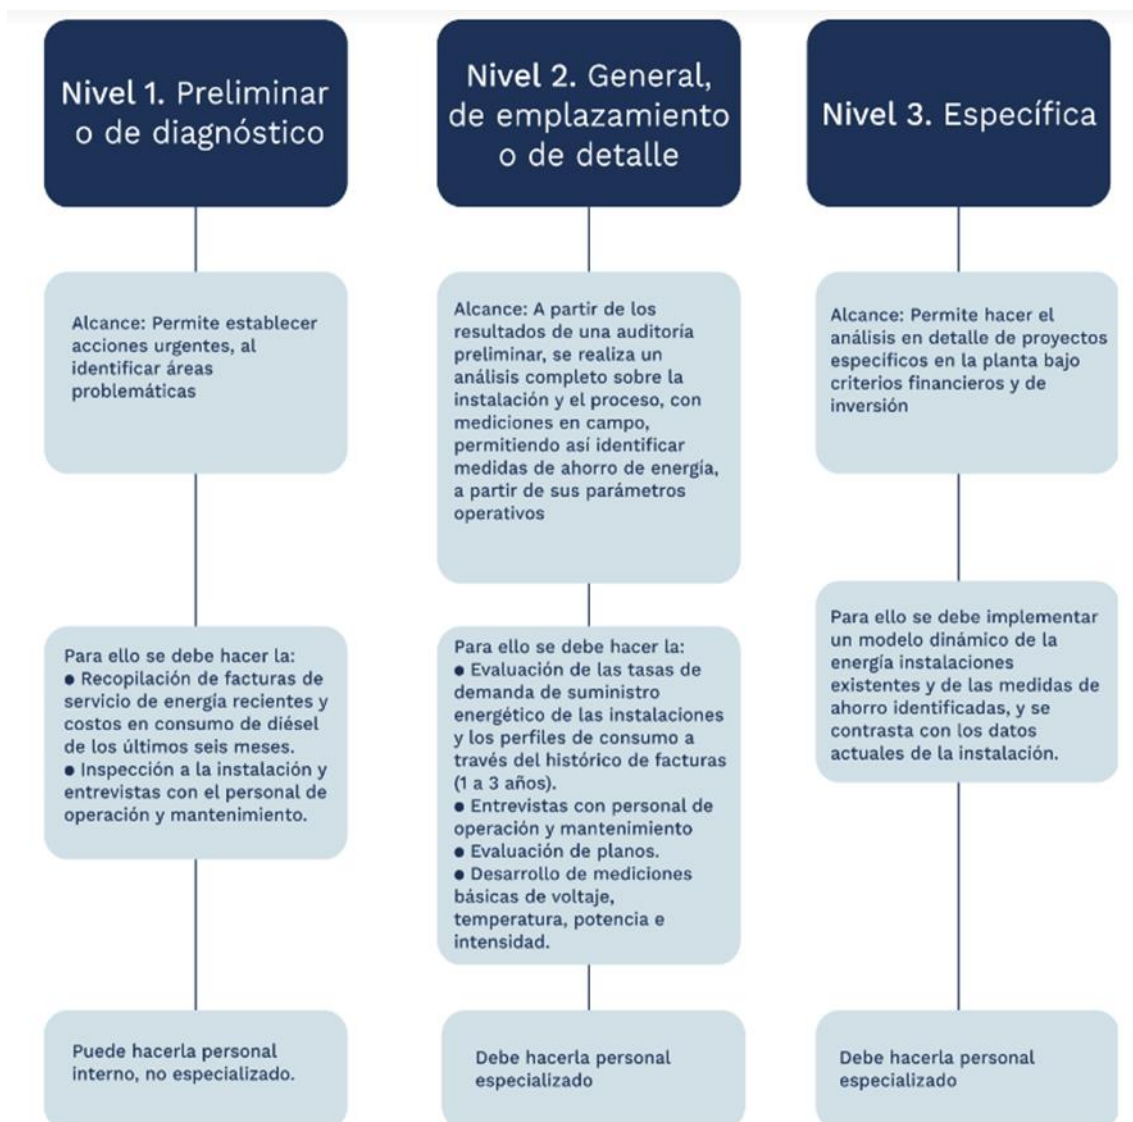 Nivel 1. Preliminar
o de diagnóstico
Alcance: Permite establecer
acciones urgentes, al
identificar áreas
problemáticas
Para ello se debe hacer la:
● Recopilación de facturas de
servicio de energía recientes y
costos en consumo de diésel
de los últimos seis meses.
● Inspección a la instalación y
entrevistas con el personal de
operación y mantenimiento.
Puede hacerla personal
interno, no especializado.
Nivel 2. General,
de emplazamiento
o de detalle
Alcance: A partir de los
resultados de una auditoría
preliminar, se realiza un
análisis completo sobre la
instalación y el proceso, con
mediciones en campo,
permitiendo así identificar
medidas de ahorro de energía,
a partir de sus parámetros
operativos
Para ello se debe hacer la:
● Evaluación de las tasas de
demanda de suministro
energético de las instalaciones
y los perfiles de consumo a
través del histórico de facturas
(1 a 3 años).
● Entrevistas con personal de
operación y mantenimiento
● Evaluación de planos.
● Desarrollo de mediciones
básicas de voltaje,
temperatura, potencia e
intensidad.
Debe hacerla personal
especializado
Nivel 3. Específica
Alcance: Permite hacer el
análisis en detalle de proyectos
específicos en la planta bajo
criterios financieros y de
inversión
Para ello se debe implementar
un modelo dinámico de la
energía instalaciones
existentes y de las medidas de
ahorro identificadas, y se
contrasta con los datos
actuales de la instalación.
Debe hacerla personal
especializado